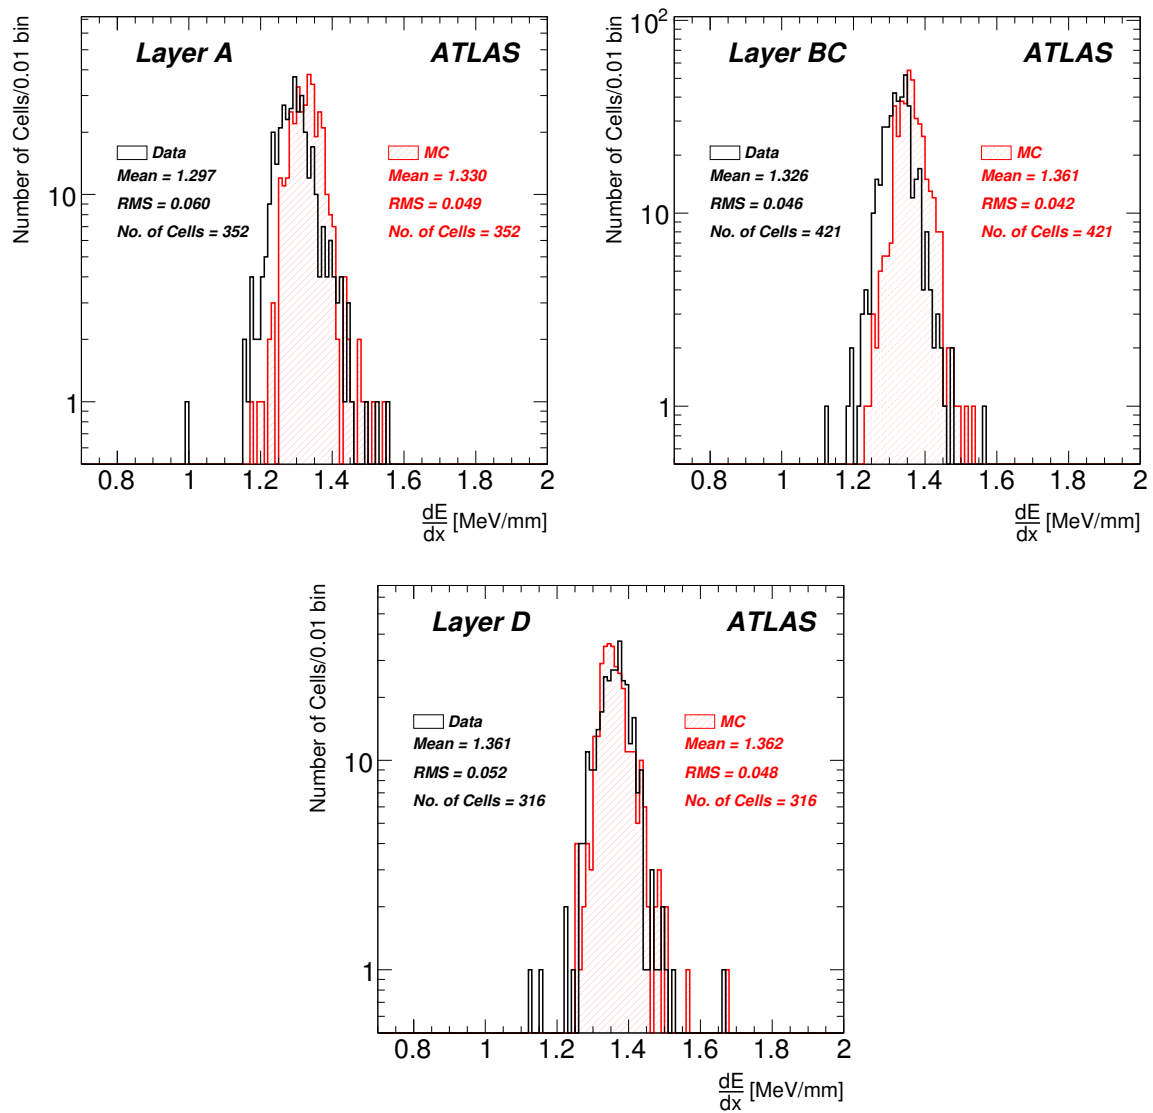 Layer A
ATLAS
Number of Cells/0.01 bin
Data
Mean = 1.297
RMS = 0.060
No. of Cells = 352
MC
Mean = 1.330
RMS = 0.049
No. of Cells = 352
10
1
0.8 1 1.2 1.4 1.6 1.8 2
dE
dx [MeV/mm]
Layer BC
ATLAS
Number of Cells/0.01 bin
Data
Mean = 1.326
RMS = 0.046
No. of Cells = 421
MC
Mean = 1.361
RMS = 0.042
No. of Cells = 421
10²
10
1
0.8 1 1.2 1.4 1.6 1.8 2
dE
dx [MeV/mm]
Layer D
ATLAS
Number of Cells/0.01 bin
Data
Mean = 1.361
RMS = 0.052
No. of Cells = 316
MC
Mean = 1.362
RMS = 0.048
No. of Cells = 316
10
1
0.8 1 1.2 1.4 1.6 1.8 2
dE
dx [MeV/mm]